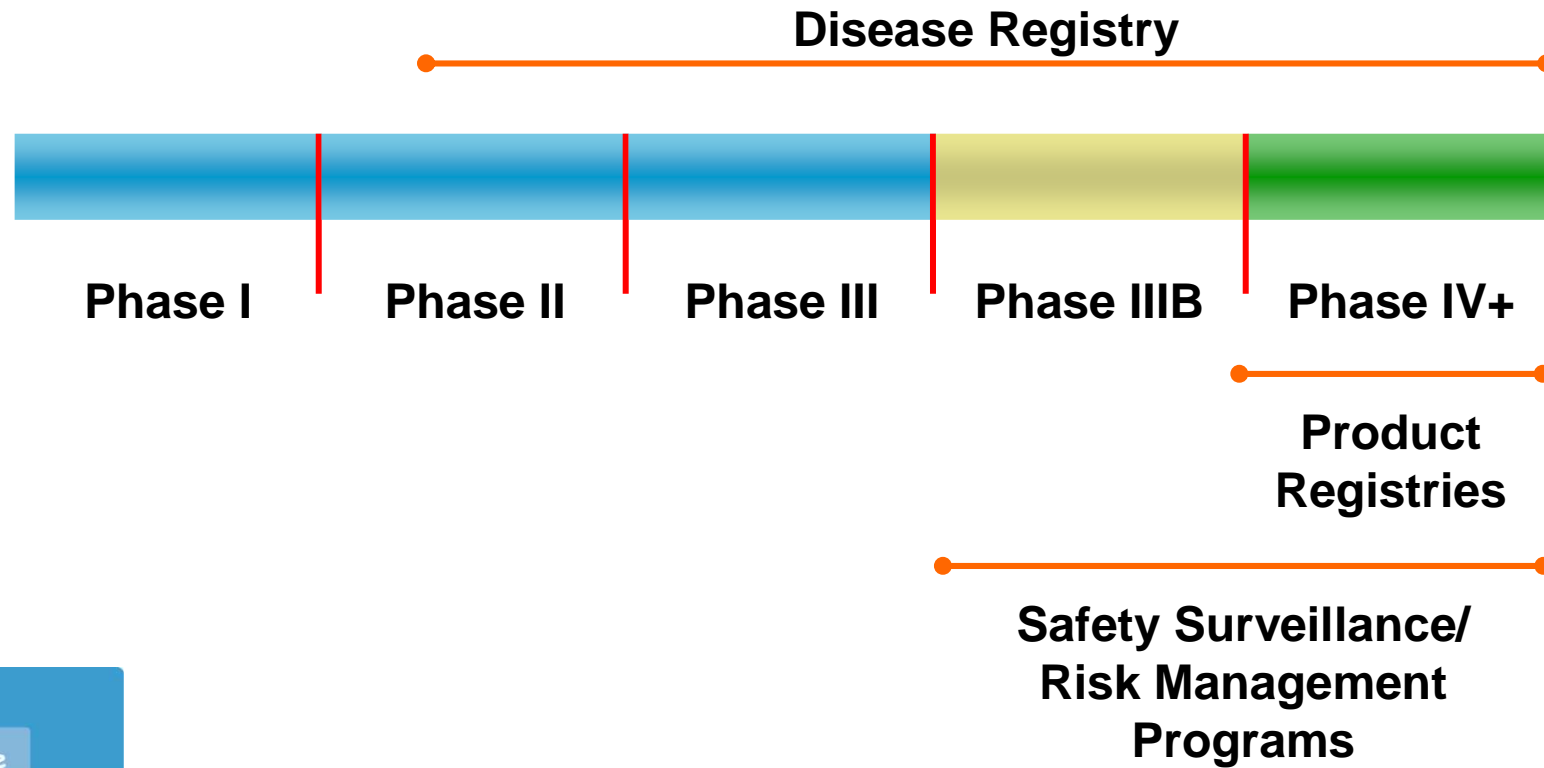 Disease Registry
Phase I
Phase II
Phase III
Phase IIIB
Phase IV+
Product
Registries
Safety Surveillance/
Risk Management
Programs